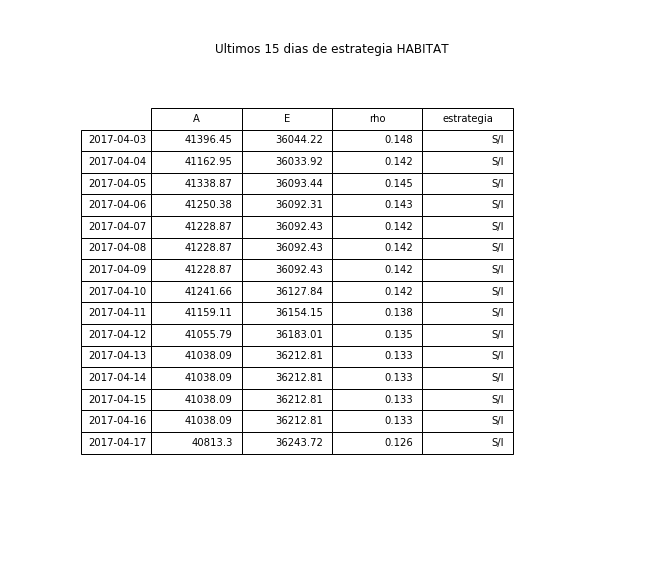 Ultimos 15 dias de estrategia HABITAT
A E rho estrategia
2017-04-03 41396.45 36044.22 0.148 S/I
2017-04-04 41162.95 36033.92 0.142 S/I
2017-04-05 41338.87 36093.44 0.145 S/I
2017-04-06 41250.38 36092.31 0.143 S/I
2017-04-07 41228.87 36092.43 0.142 S/I
2017-04-08 41228.87 36092.43 0.142 S/I
2017-04-09 41228.87 36092.43 0.142 S/I
2017-04-10 41241.66 36127.84 0.142 S/I
2017-04-11 41159.11 36154.15 0.138 S/I
2017-04-12 41055.79 36183.01 0.135 S/I
2017-04-13 41038.09 36212.81 0.133 S/I
2017-04-14 41038.09 36212.81 0.133 S/I
2017-04-15 41038.09 36212.81 0.133 S/I
2017-04-16 41038.09 36212.81 0.133 S/I
2017-04-17 40813.3 36243.72 0.126 S/I